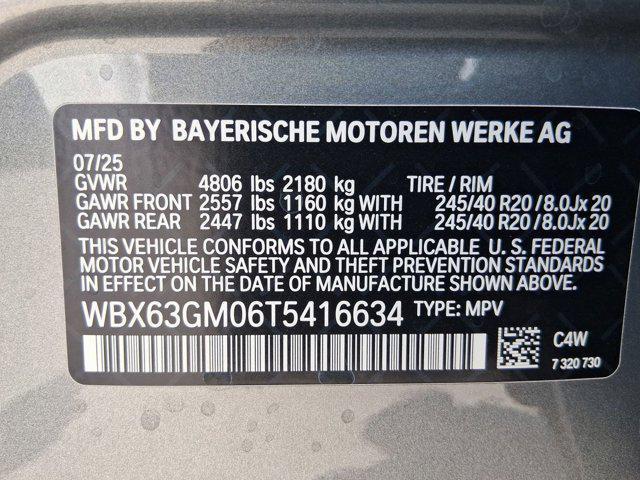 MFD BY BAYERISCHE MOTOREN WERKE AG
07/25
GVWR 4806 lbs 2180 kg TIRE / RIM
GAWR FRONT 2557 lbs 1160 kg WITH 245/40 R20 / 8.0Jx 20
GAWR REAR 2447 lbs 1110 kg WITH 245/40 R20 / 8.0Jx 20
THIS VEHICLE CONFORMS TO ALL APPLICABLE U. S. FEDERAL
MOTOR VEHICLE SAFETY AND THEFT PREVENTION STANDARDS
IN EFFECT ON THE DATE OF MANUFACTURE SHOWN ABOVE.
WBX63GM06T5416634 TYPE: MPV
C4W
7 320 730